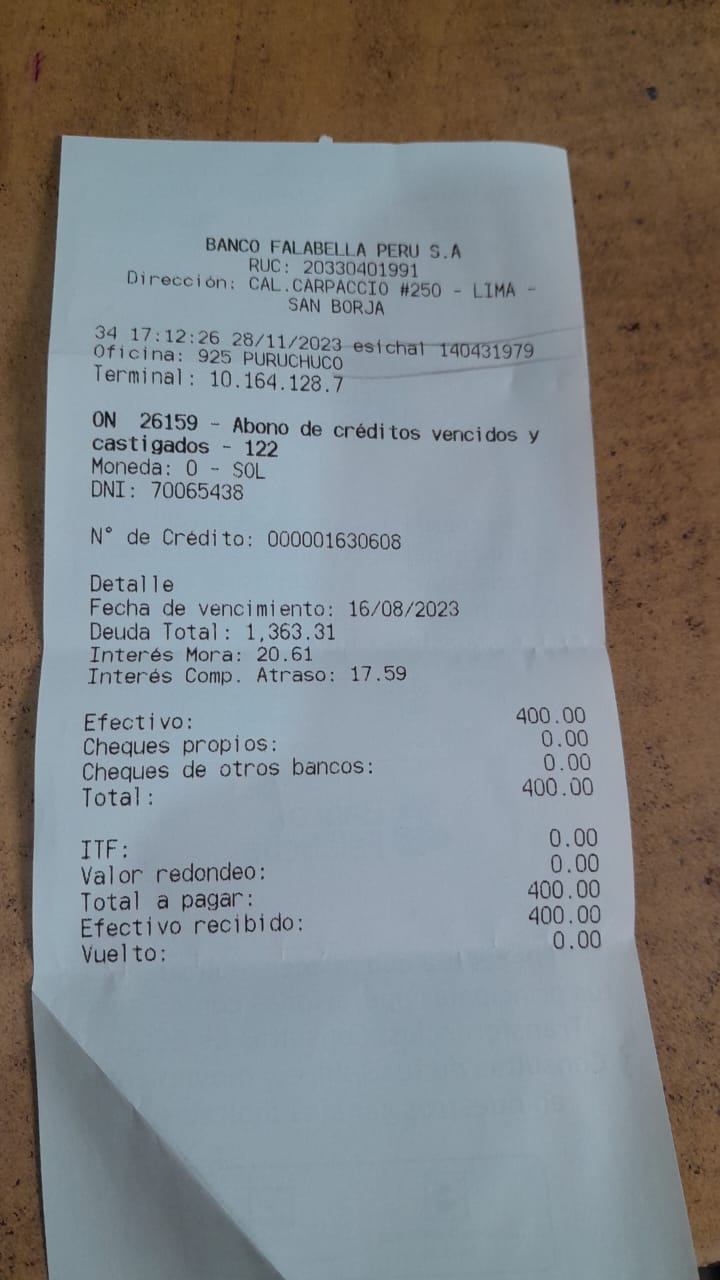 BANCO FALABELLA PERU S.A
RUC: 20330401991
Dirección: CAL.CARPACCIO #250 - LIMA -
SAN BORJA
34 17:12:26 28/11/2023 esichal 140431979
Oficina: 925 PURUCHUCO
Terminal: 10.164.128.7
ON 26159 - Abono de créditos vencidos y
castigados - 122
Moneda: 0 - SOL
DNI: 70065438
N° de Crédito: 000001630608
Detalle
Fecha de vencimiento: 16/08/2023
Deuda Total: 1,363.31
Interés Mora: 20.61
Interés Comp. Atraso: 17.59
Efectivo: 400.00
Cheques propios: 0.00
Cheques de otros bancos: 0.00
Total: 400.00
ITF: 0.00
Valor redondeo: 0.00
Total a pagar: 400.00
Efectivo recibido: 400.00
Vuelto: 0.00